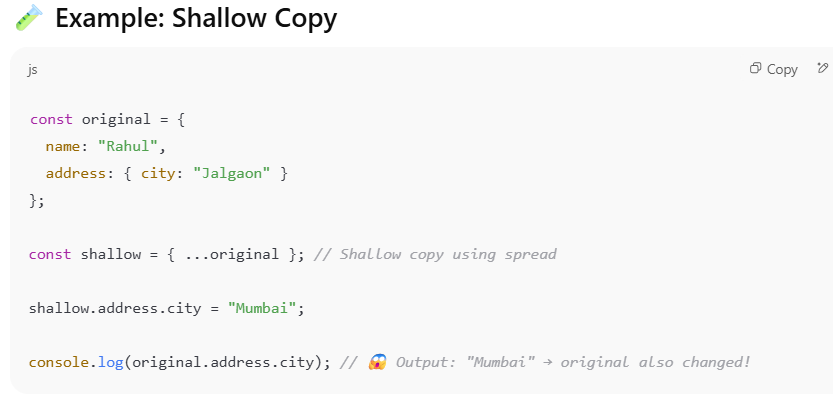 🧪 Example: Shallow Copy
js
Copy
const original = {
  name: "Rahul",
  address: { city: "Jalgaon" }
};
const shallow = { ...original }; // Shallow copy using spread
shallow.address.city = "Mumbai";
console.log(original.address.city); // 😱 Output: "Mumbai" → original also changed!